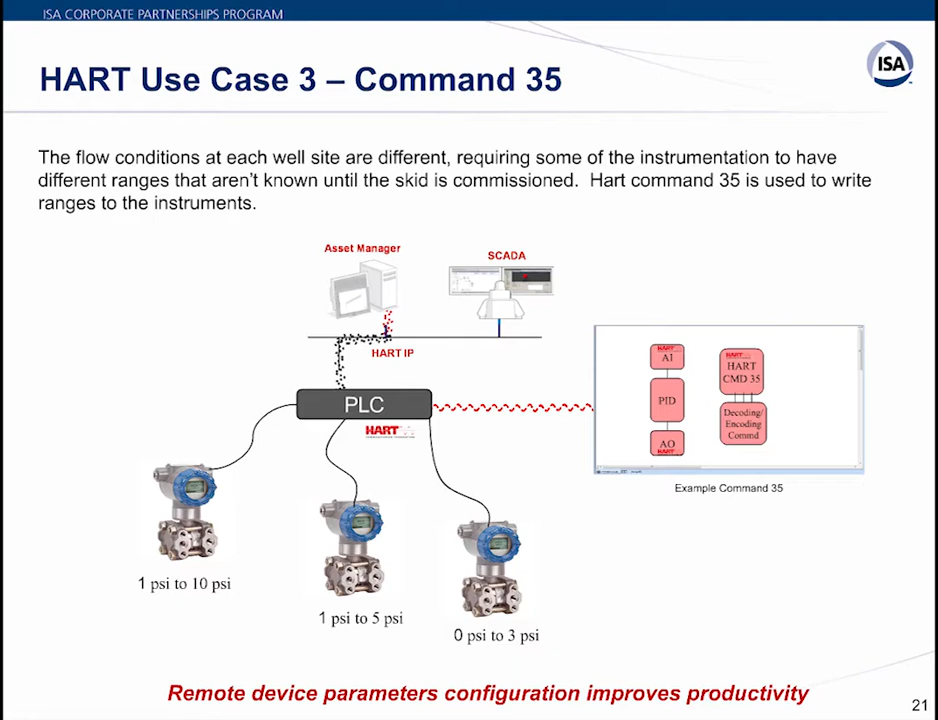 ISA CORPORATE PARTNERSHIPS PROGRAM
ISA
HART Use Case 3 – Command 35
The flow conditions at each well site are different, requiring some of the instrumentation to have
different ranges that aren't known until the skid is commissioned.  Hart command 35 is used to write
ranges to the instruments.
Asset Manager
SCADA
HART IP
PLC
HART
HART
AI
PID
AO
HART
HART
HART
CMD 35
Decoding/
Encoding
Commd
Example Command 35
1 psi to 10 psi
1 psi to 5 psi
0 psi to 3 psi
Remote device parameters configuration improves productivity
21